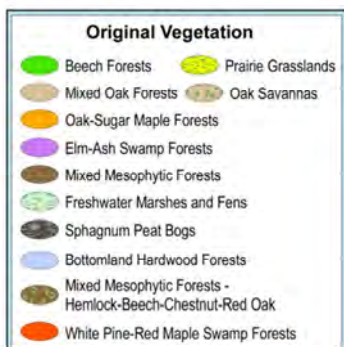 Original Vegetation
Beech Forests Prairie Grasslands
Mixed Oak Forests Oak Savannas
Oak-Sugar Maple Forests
Elm-Ash Swamp Forests
Mixed Mesophytic Forests
Freshwater Marshes and Fens
Sphagnum Peat Bogs
Bottomland Hardwood Forests
Mixed Mesophytic Forests -
Hemlock-Beech-Chestnut-Red Oak
White Pine-Red Maple Swamp Forests